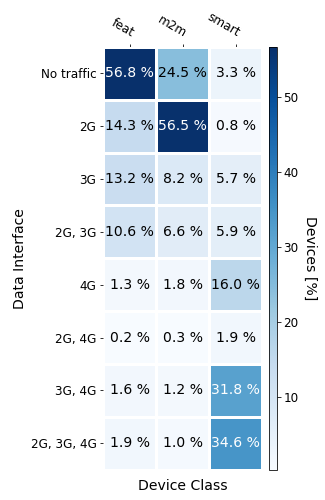 feat m2m smart
No traffic 56.8 % 24.5 % 3.3 %
2G 14.3 % 56.5 % 0.8 %
3G 13.2 % 8.2 % 5.7 %
2G, 3G 10.6 % 6.6 % 5.9 %
4G 1.3 % 1.8 % 16.0 %
2G, 4G 0.2 % 0.3 % 1.9 %
3G, 4G 1.6 % 1.2 % 31.8 %
2G, 3G, 4G 1.9 % 1.0 % 34.6 %
Data Interface
Device Class
50
40
30
20
10
Devices [%]